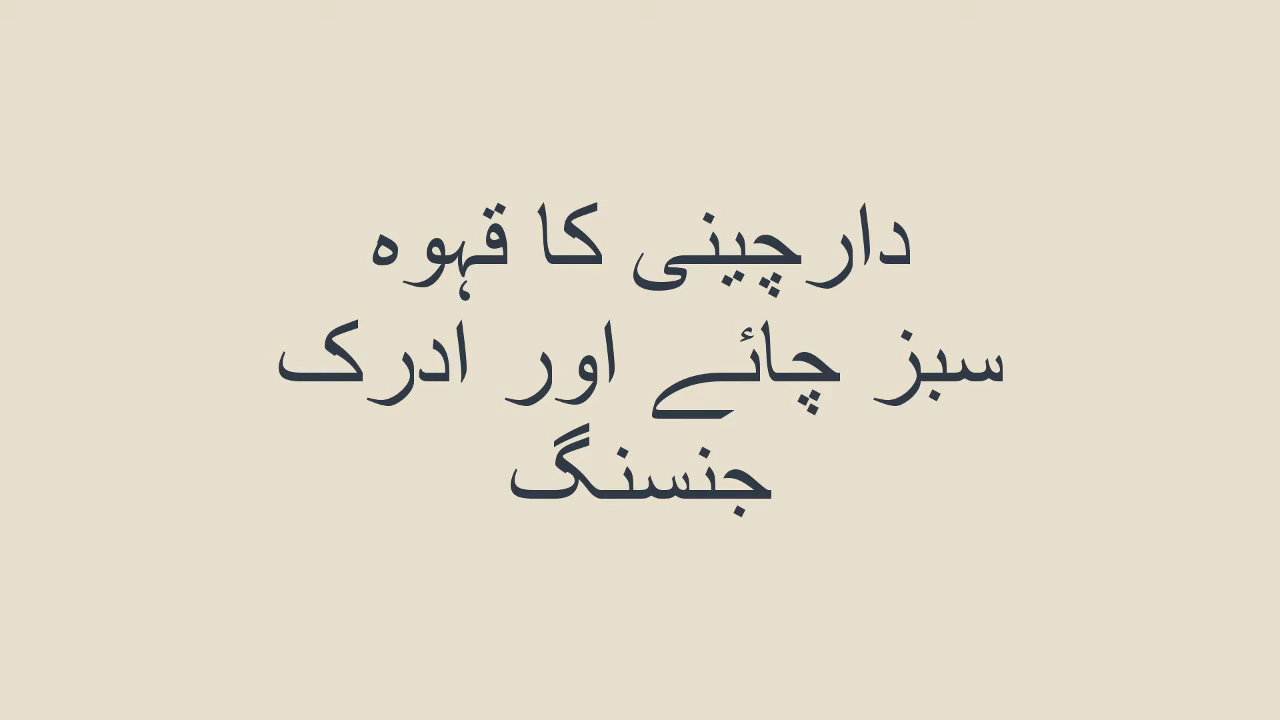 دارچینی کا قہوہ
سبز چائے اور ادرک
جنسنگ